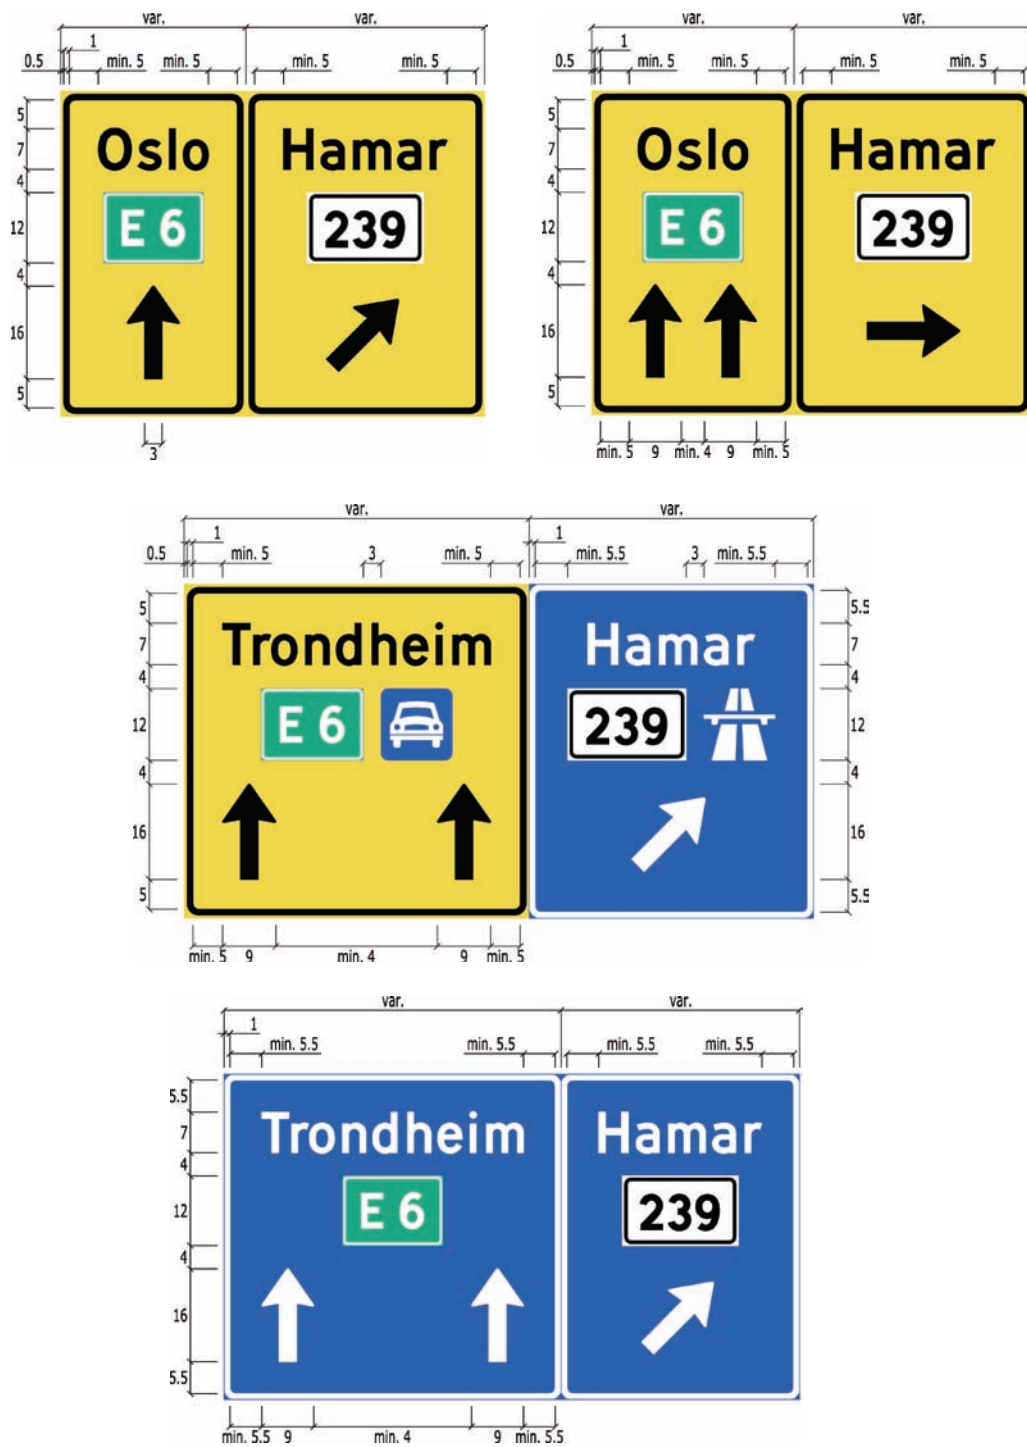 var. var.
1
0.5 min. 5 min. 5 min. 5 min. 5
5
7
4
12
4
16
5
Oslo Hamar
E 6 239
3
var. var.
1
0.5 min. 5 min. 5 min. 5 min. 5
5
7
4
12
4
16
5
Oslo Hamar
E 6 239
min. 5 9 min. 4 9 min. 5
var. var.
1 1
0.5 min. 5 3 min. 5 min. 5.5 3 min. 5.5
5
7
4
12
4
16
5
Trondheim Hamar
E 6 239
5.5
7
4
12
4
16
5.5
min. 5 9 min. 4 9 min. 5
var. var.
1
min. 5.5 min. 5.5 min. 5.5 min. 5.5
5.5
7
4
12
4
16
5.5
Trondheim Hamar
E 6 239
min. 5.5 9 min. 4 9 min. 5.5